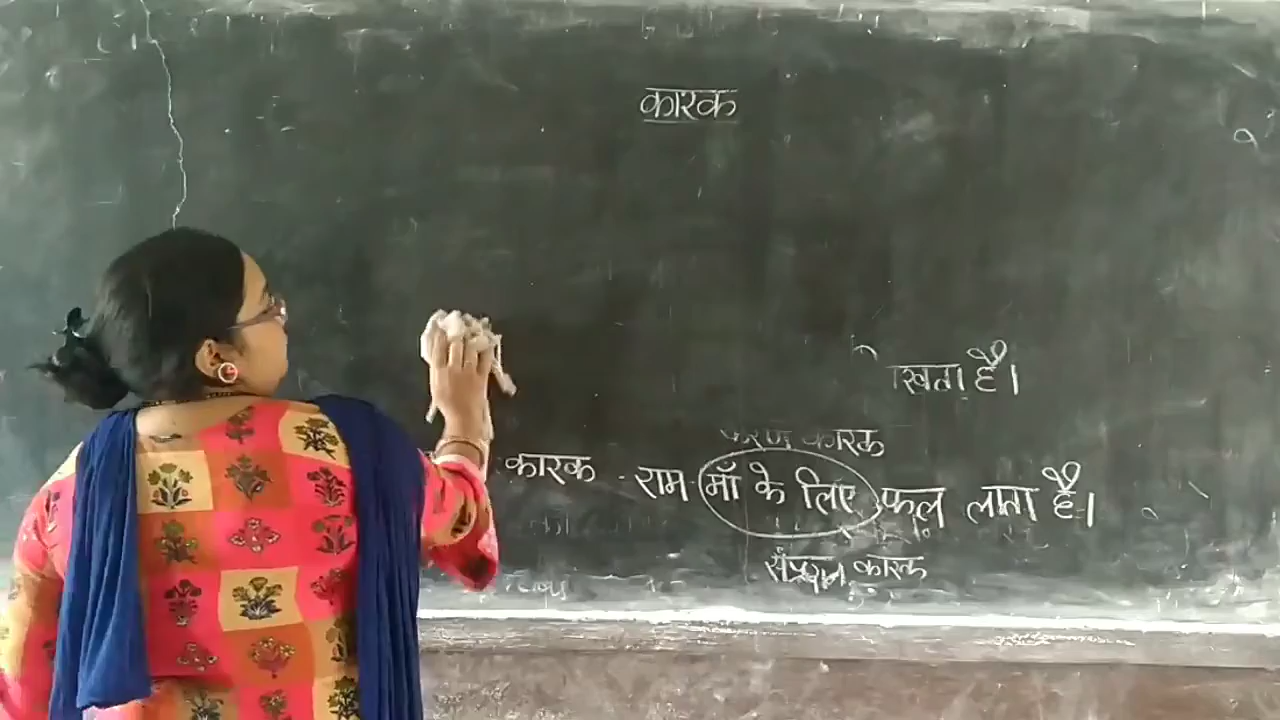 कारक
खता है।
करण कारक
कारक - राम माँ के लिए फल लाता है।
संप्रदान कारक